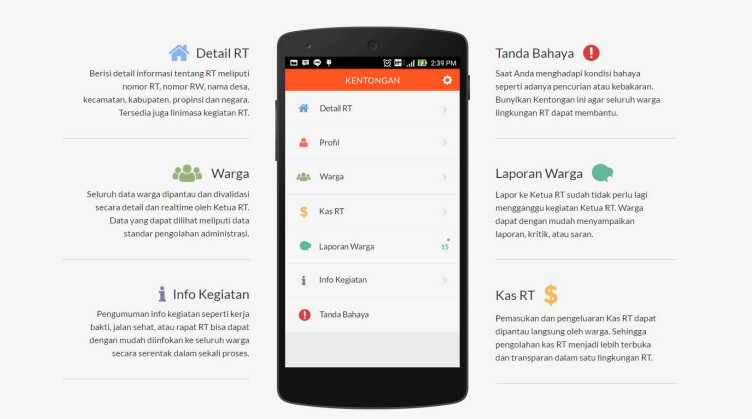 Detail RT
Berisi detail informasi tentang RT meliputi
nomor RT, nomor RW, nama desa,
kecamatan, kabupaten, propinsi dan negara.
Tersedia juga linimasa kegiatan RT.
Warga
Seluruh data warga dipantau dan divalidasi
secara detail dan realtime oleh Ketua RT.
Data yang dapat dilihat meliputi data
standar pengolahan administrasi.
Info Kegiatan
Pengumuman info kegiatan seperti kerja
bakti, jalan sehat, atau rapat RT bisa dapat
dengan mudah diinfokan ke seluruh warga
secara serentak dalam sekali proses.
2:39 PM
KENTONGAN
Detail RT
Profil
Warga
Kas RT
Laporan Warga 15
Info Kegiatan
Tanda Bahaya
Tanda Bahaya
Saat Anda menghadapi kondisi bahaya
seperti adanya pencurian atau kebakaran.
Bunyikan Kentongan ini agar seluruh warga
lingkungan RT dapat membantu.
Laporan Warga
Lapor ke Ketua RT sudah tidak perlu lagi
mengganggu kegiatan Ketua RT. Warga
dapat dengan mudah menyampaikan
laporan, kritik, atau saran.
Kas RT
Pemasukan dan pengeluaran Kas RT dapat
dipantau langsung oleh warga. Sehingga
pengolahan kas RT menjadi lebih terbuka
dan transparan dalam satu lingkungan RT.